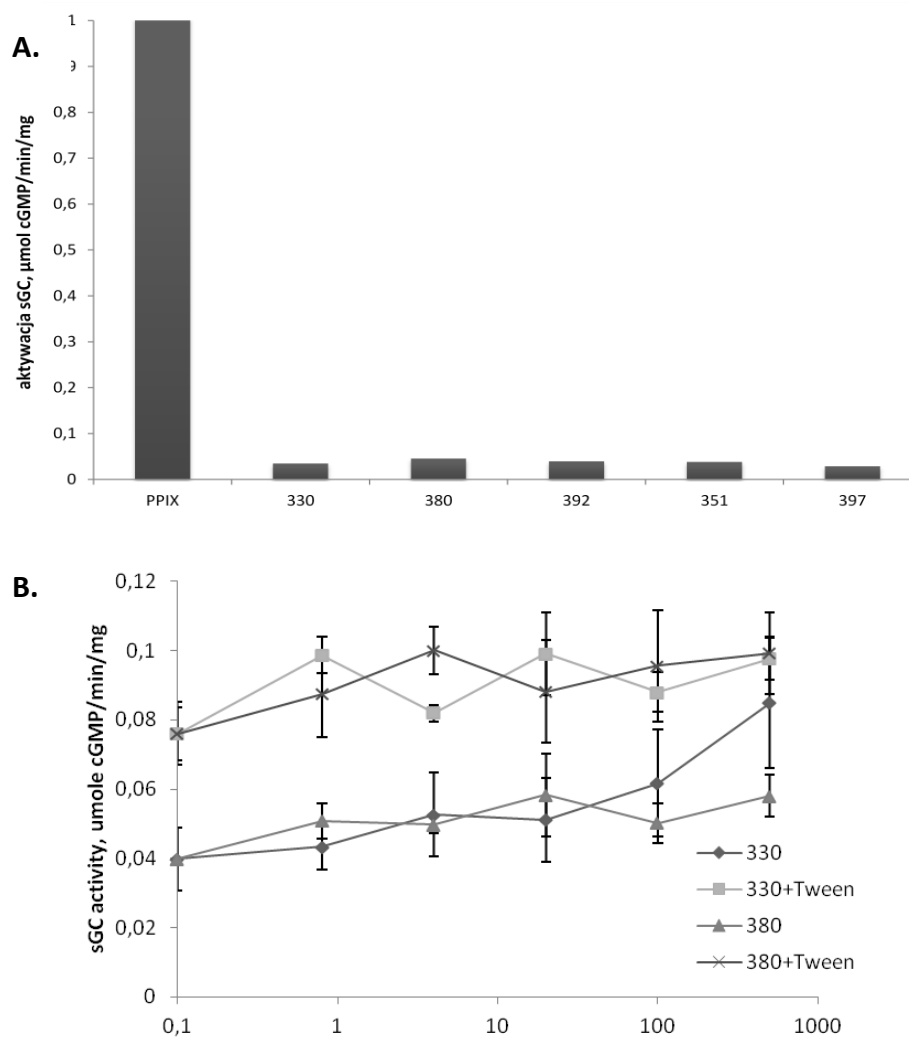 A.
aktywacja sGC, µmol cGMP/min/mg
1
9
0,8
0,7
0,6
0,5
0,4
0,3
0,2
0,1
0
PPIX 330 380 392 351 397
B.
sGC activity, umole cGMP/min/mg
0,12
0,1
0,08
0,06
0,04
0,02
0
330
330+Tween
380
380+Tween
0,1 1 10 100 1000